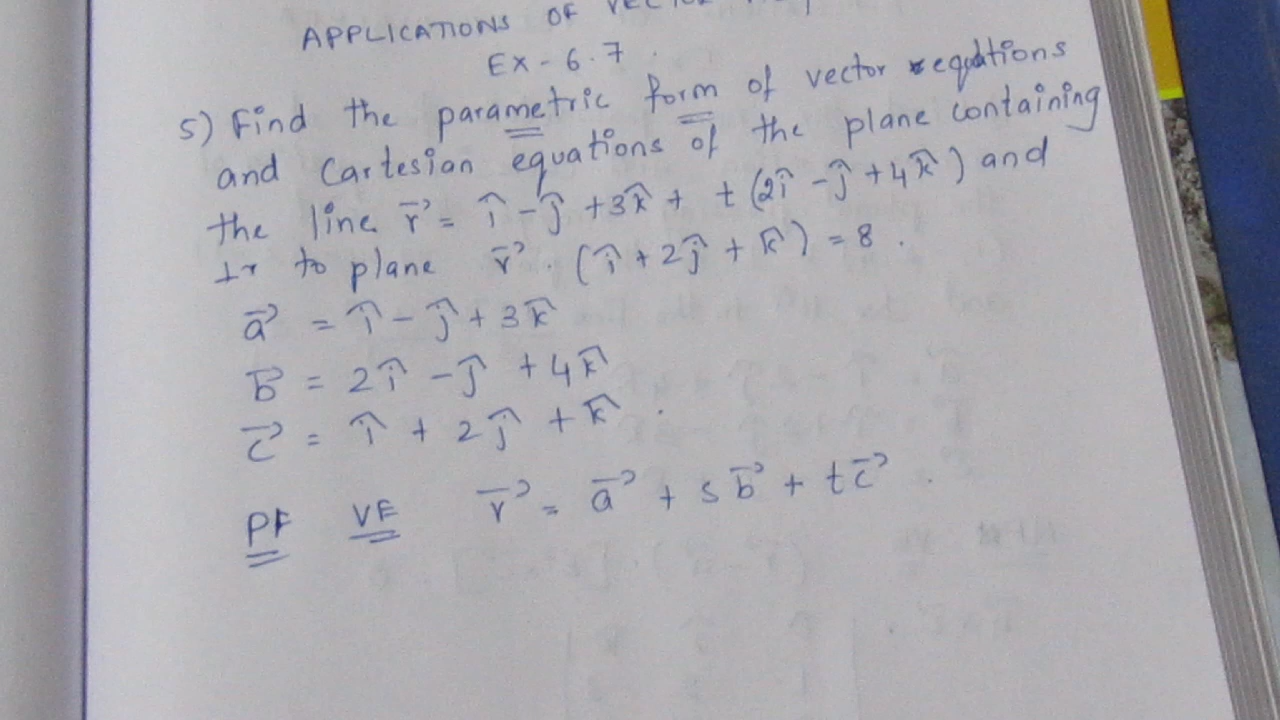 APPLICATIONS OF
EX - 6.7
5) Find the parametric form of vector equations
and Cartesian equations of the plane containing
the line r⃗ = î - ĵ + 3k̂ + t (2î - ĵ + 4k̂) and
⊥r to plane r⃗ . (î + 2ĵ + k̂) = 8 .
a⃗ = î - ĵ + 3k̂
b⃗ = 2î - ĵ + 4k̂
c⃗ = î + 2ĵ + k̂ .
PF VE r⃗ = a⃗ + s b⃗ + t c⃗ .